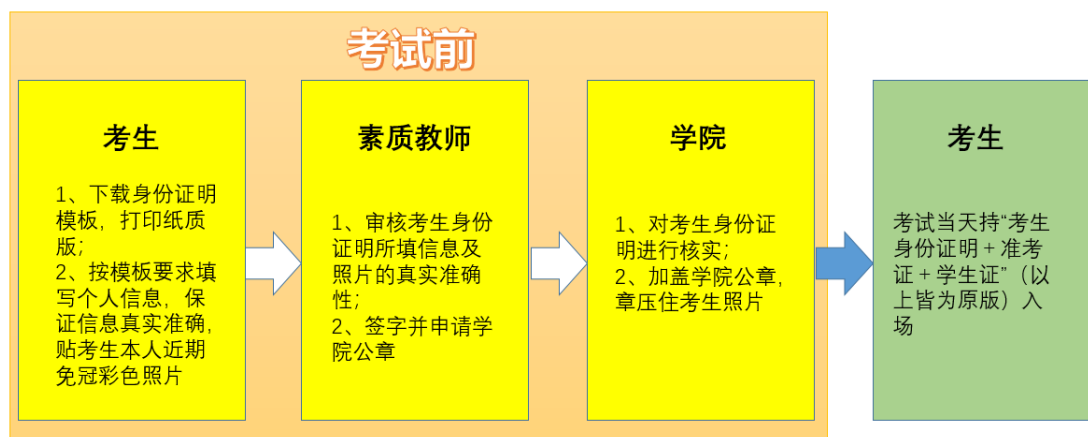 考试前
考生
1、下载身份证明
模板，打印纸质
版；
2、按模板要求填
写个人信息，保
证信息真实准确，
贴考生本人近期
免冠彩色照片
素质教师
1、审核考生身份
证明所填信息及
照片的真实准确
性；
2、签字并申请学
院公章
学院
1、对考生身份证
明进行核实；
2、加盖学院公章，
章压住考生照片
考生
考试当天持“考生
身份证明＋准考
证＋学生证”（以
上皆为原版）入
场